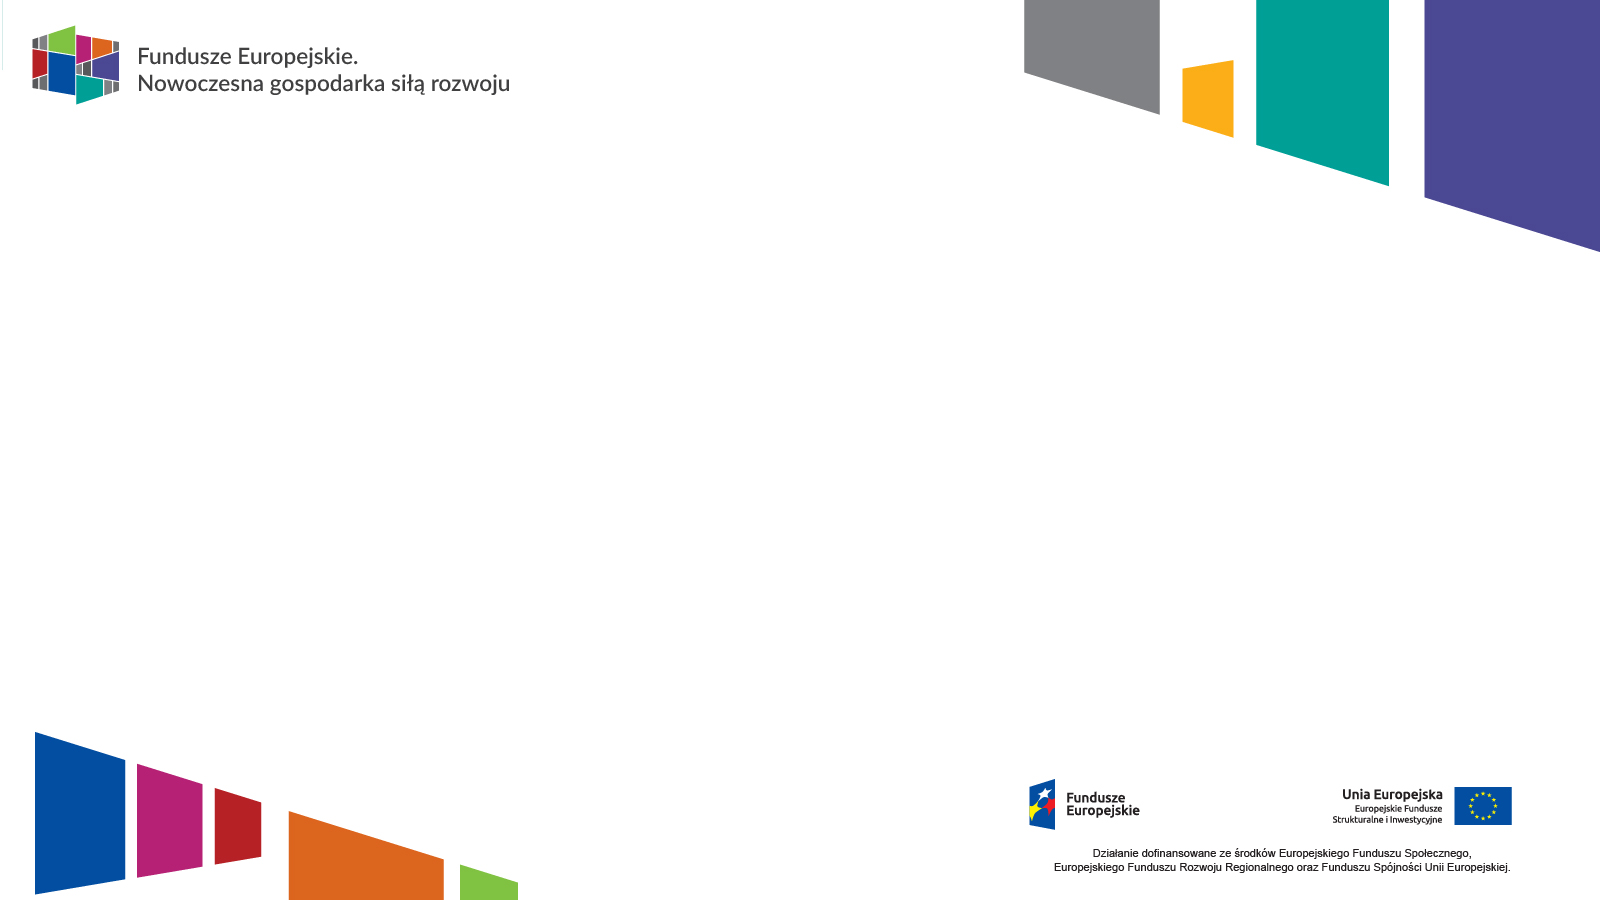 Fundusze Europejskie.
Nowoczesna gospodarka siłą rozwoju
Fundusze
Europejskie
Unia Europejska
Europejskie Fundusze
Strukturalne i Inwestycyjne
Działanie dofinansowane ze środków Europejskiego Funduszu Społecznego,
Europejskiego Funduszu Rozwoju Regionalnego oraz Funduszu Spójności Unii Europejskiej.